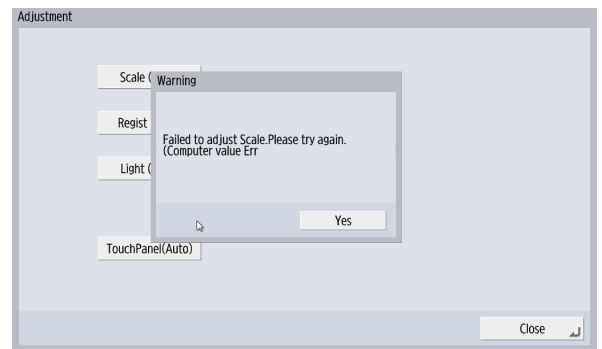 Adjustment
Scale (
Warning
Regist
Failed to adjust Scale.Please try again.
(Computer value Err
Light (
Yes
TouchPanel(Auto)
Close